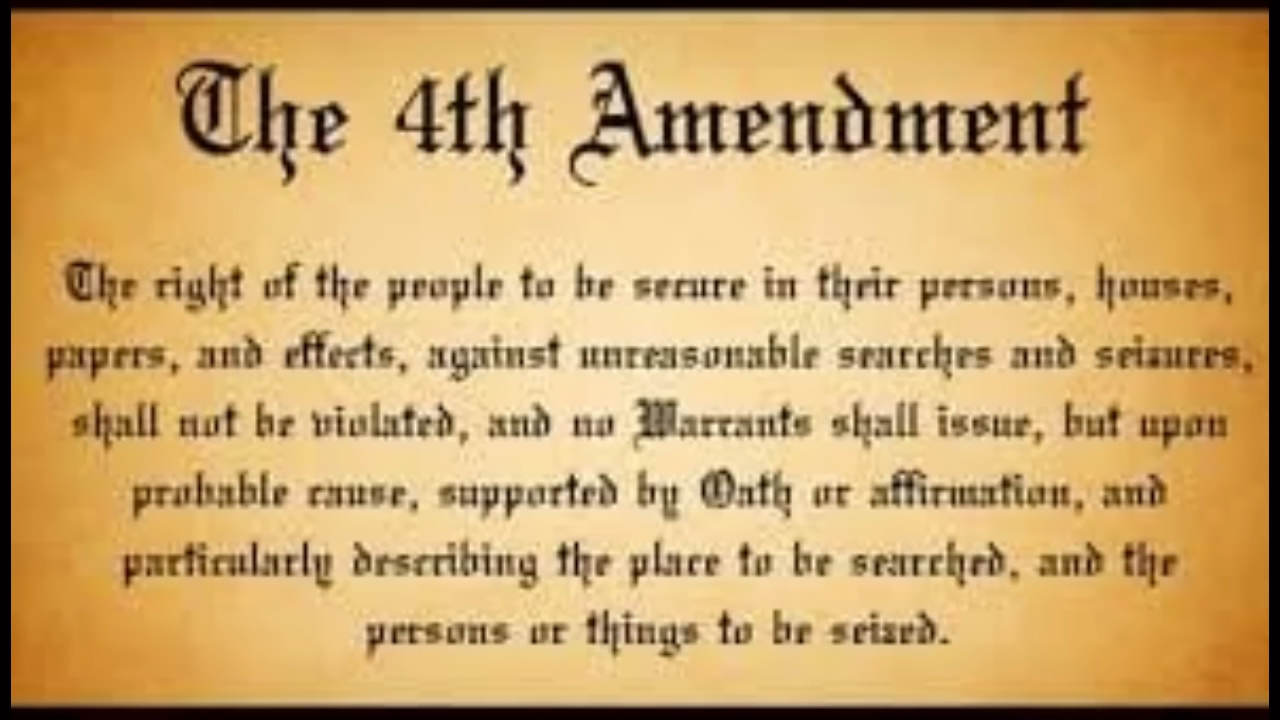 The 4th Amendment
The right of the people to be secure in their persons, houses,
papers, and effects, against unreasonable searches and seizures,
shall not be violated, and no Warrants shall issue, but upon
probable cause, supported by Oath or affirmation, and
particularly describing the place to be searched, and the
persons or things to be seized.